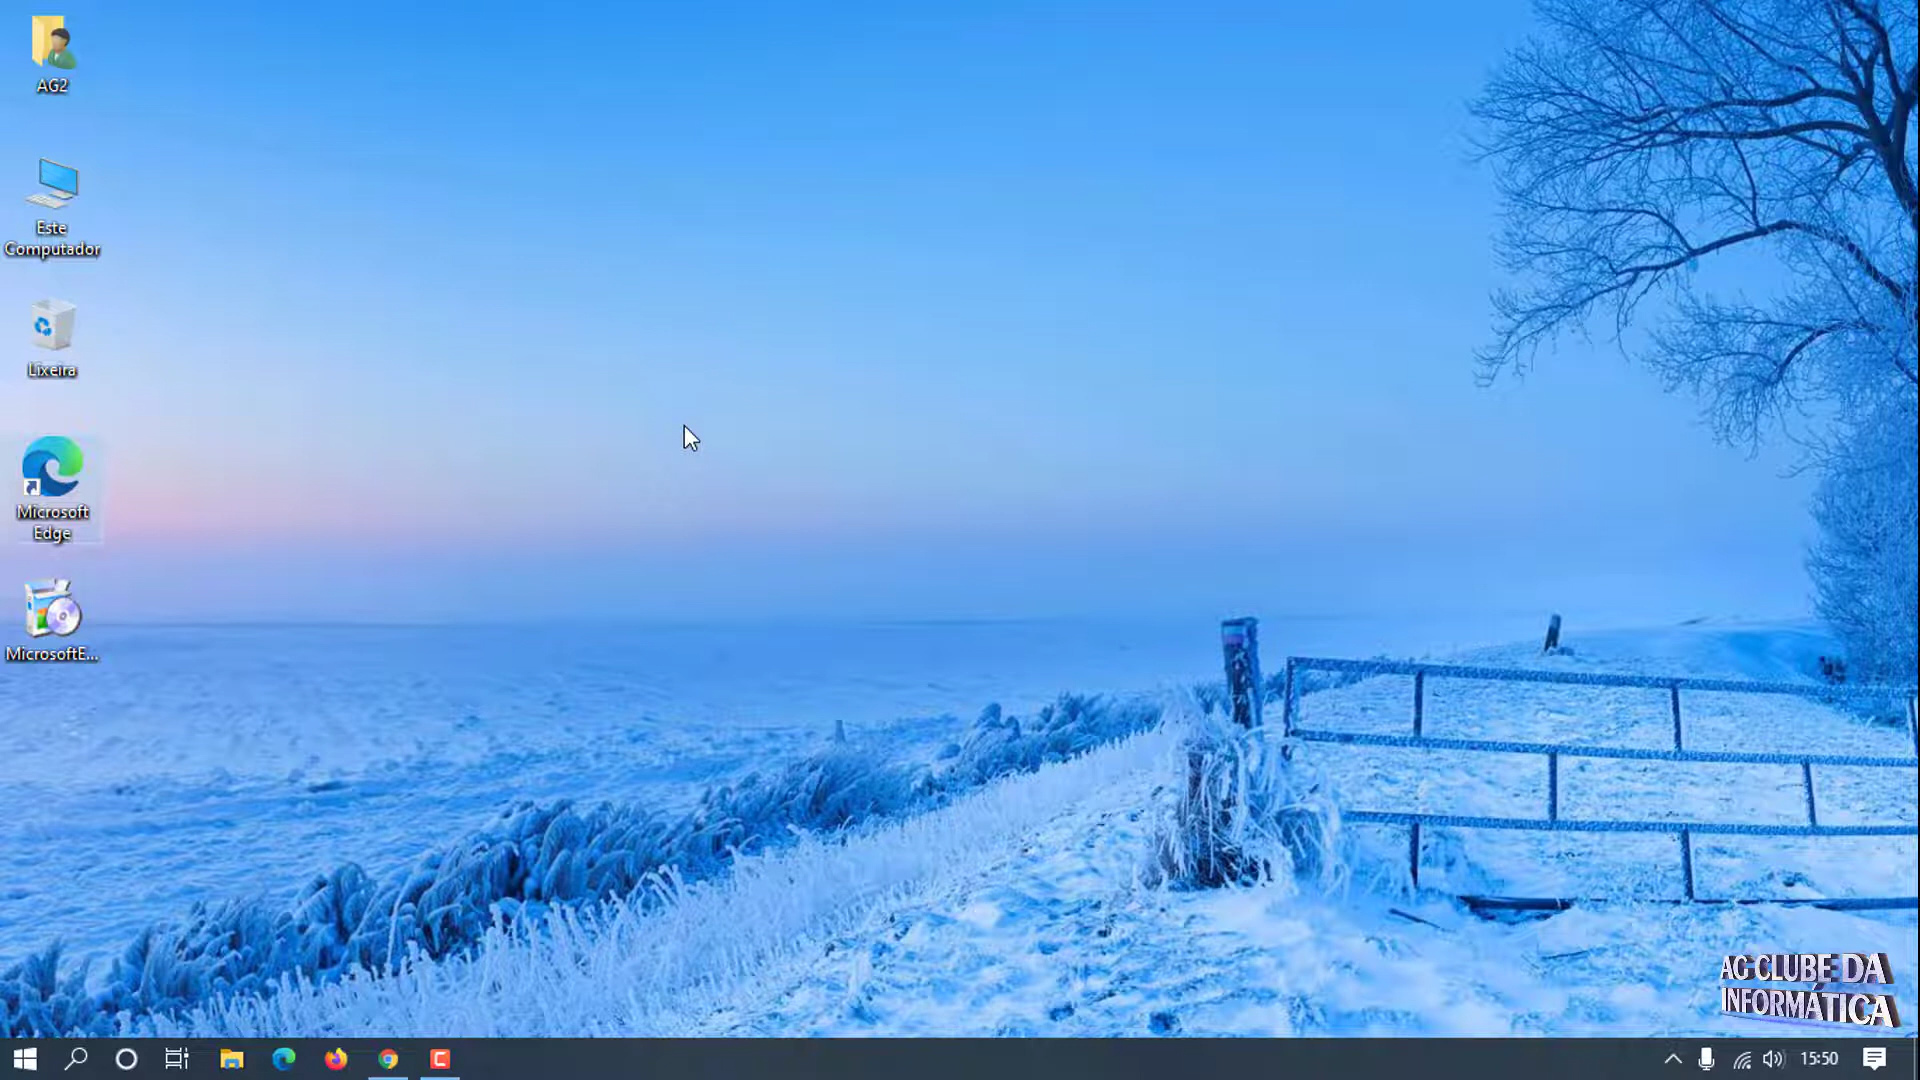 AG2
Este
Computador
Lixeira
Microsoft
Edge
MicrosoftE...
AG CLUBE DA
INFORMÁTICA
15:50